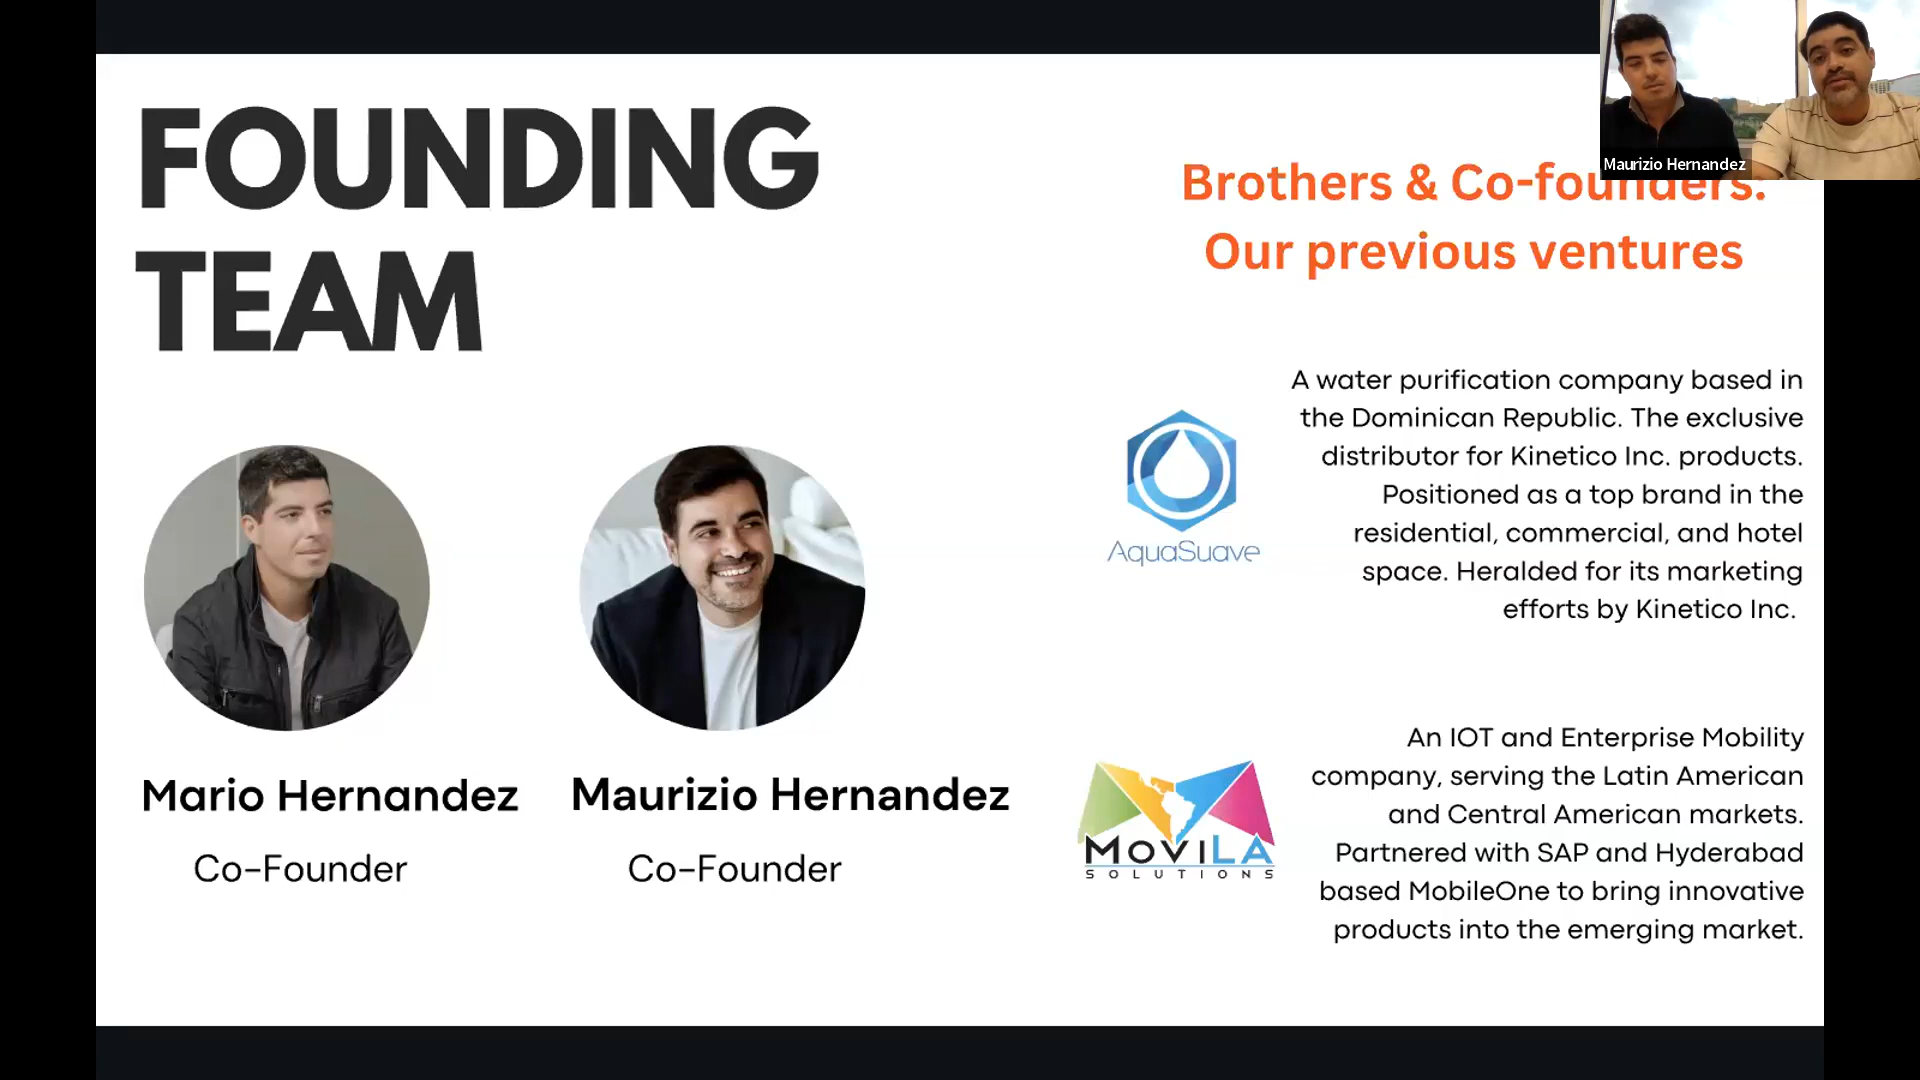 FOUNDING
TEAM
Maurizio Hernandez
Brothers & Co-founders:
Our previous ventures
Mario Hernandez
Co-Founder
Maurizio Hernandez
Co-Founder
AquaSuave
A water purification company based in
the Dominican Republic. The exclusive
distributor for Kinetico Inc. products.
Positioned as a top brand in the
residential, commercial, and hotel
space. Heralded for its marketing
efforts by Kinetico Inc.
MOVILA
SOLUTIONS
An IOT and Enterprise Mobility
company, serving the Latin American
and Central American markets.
Partnered with SAP and Hyderabad
based MobileOne to bring innovative
products into the emerging market.